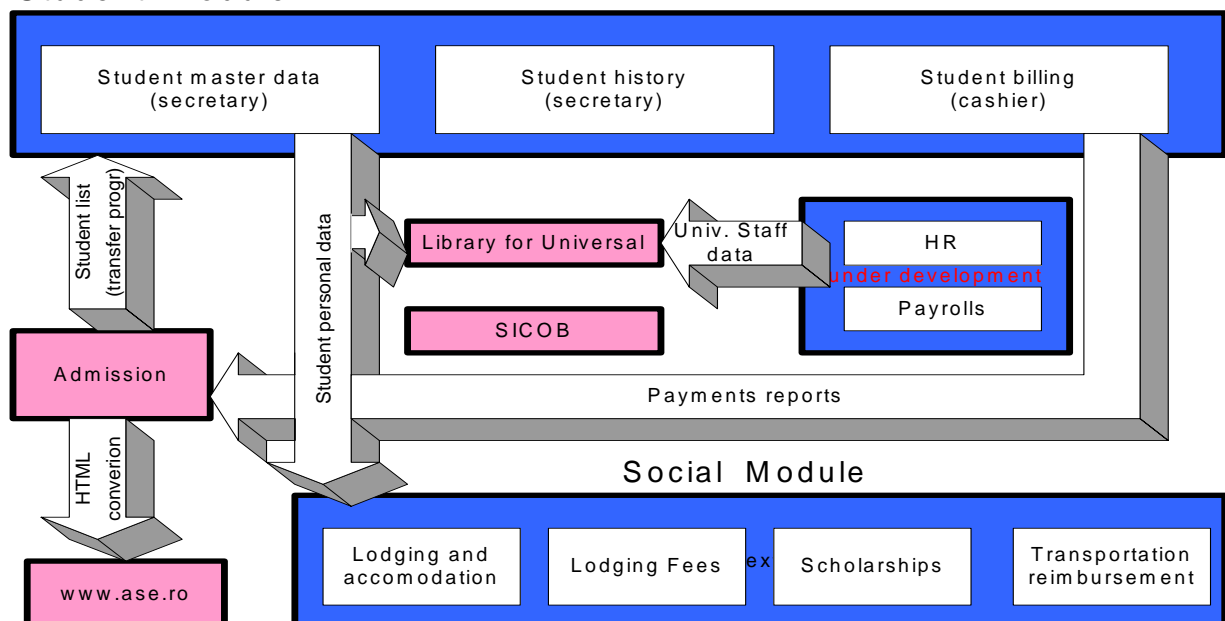 Student master data
(secretary)
Student history
(secretary)
Student billing
(cashier)
Student list
(transfer progr)
Student personal data
Library for Universal
Univ. Staff
data
HR
under development
Payrolls
SICOB
Admission
Payments reports
HTML
converion
Social Module
www.ase.ro
Lodging and
accomodation
Lodging Fees
ex
Scholarships
Transportation
reimbursement